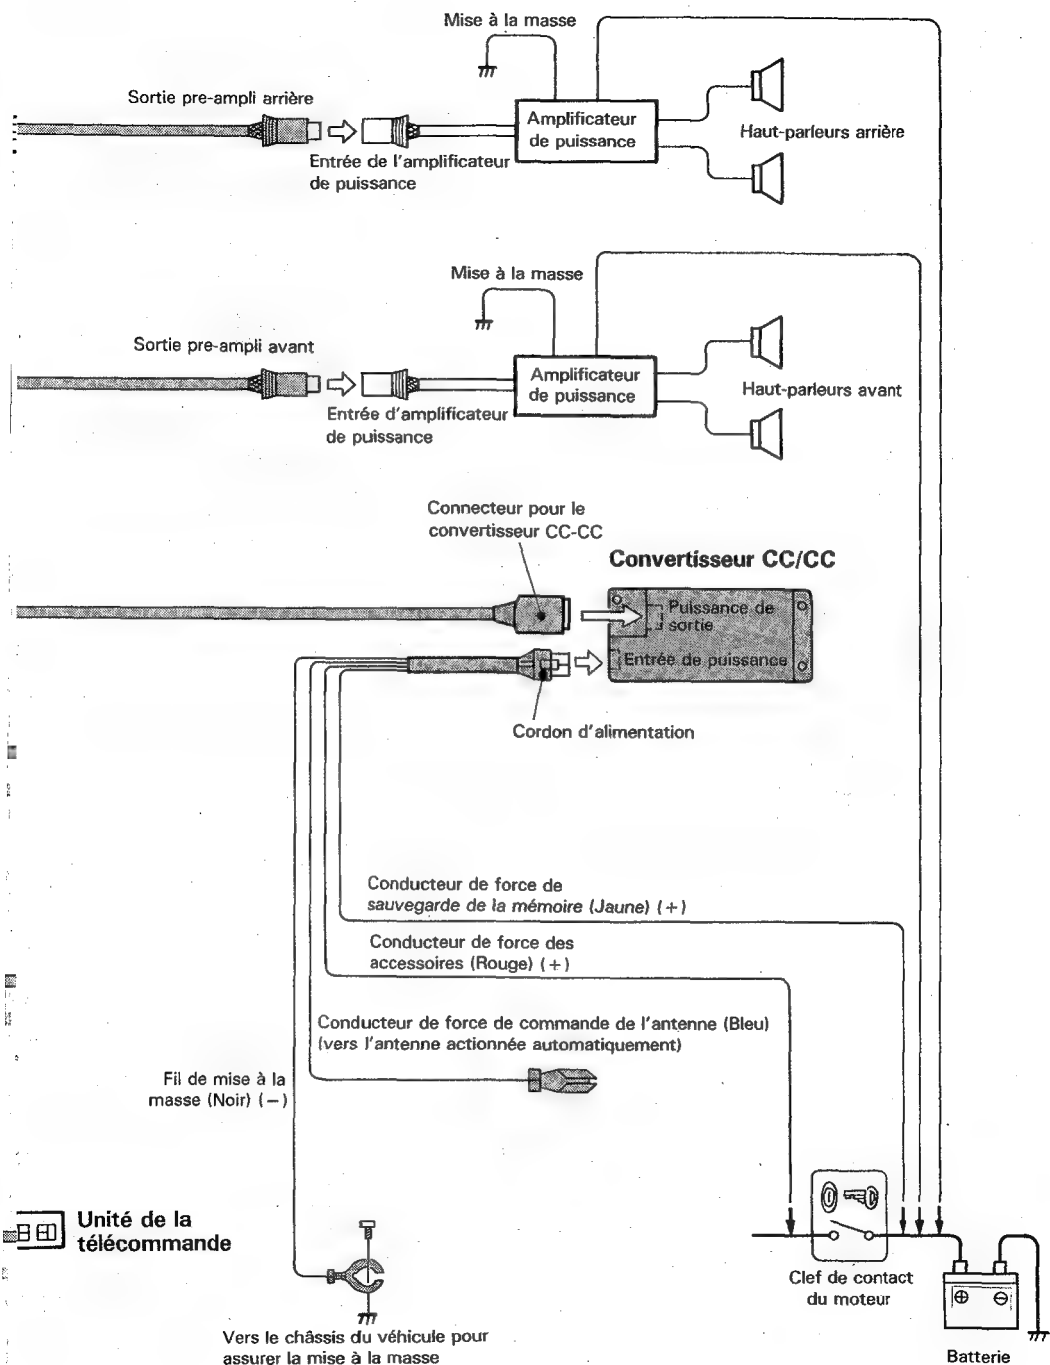 Mise à la masse
Sortie pre-ampli arrière
Amplificateur
de puissance
Haut-parleurs arrière
Entrée de l'amplificateur
de puissance
Mise à la masse
Sortie pre-ampli avant
Amplificateur
de puissance
Haut-parleurs avant
Entrée d'amplificateur
de puissance
Connecteur pour le
convertisseur CC-CC
Convertisseur CC/CC
Puissance de
sortie
Entrée de puissance
Cordon d'alimentation
Conducteur de force de
sauvegarde de la mémoire (Jaune) (+)
Conducteur de force des
accessoires (Rouge) (+)
Conducteur de force de commande de l'antenne (Bleu)
(vers l'antenne actionnée automatiquement)
Fil de mise à la
masse (Noir) (−)
Unité de la
télécommande
Clef de contact
du moteur
Vers le châssis du véhicule pour
assurer la mise à la masse
Batterie